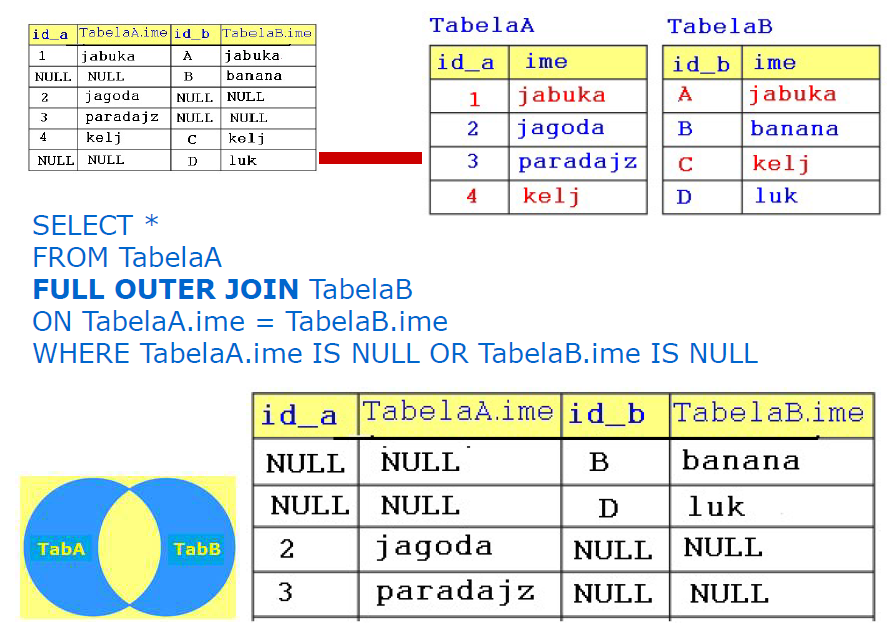 id_a TabelaA.ime id_b TabelaB.ime
1 jabuka A jabuka
NULL NULL B banana
2 jagoda NULL NULL
3 paradajz NULL NULL
4 kelj C kelj
NULL NULL D luk
TabelaA
id_a ime
1 jabuka
2 jagoda
3 paradajz
4 kelj
TabelaB
id_b ime
A jabuka
B banana
C kelj
D luk
SELECT *
FROM TabelaA
FULL OUTER JOIN TabelaB
ON TabelaA.ime = TabelaB.ime
WHERE TabelaA.ime IS NULL OR TabelaB.ime IS NULL
id_a TabelaA.ime id_b TabelaB.ime
NULL NULL B banana
NULL NULL D luk
2 jagoda NULL NULL
3 paradajz NULL NULL
TabA TabB